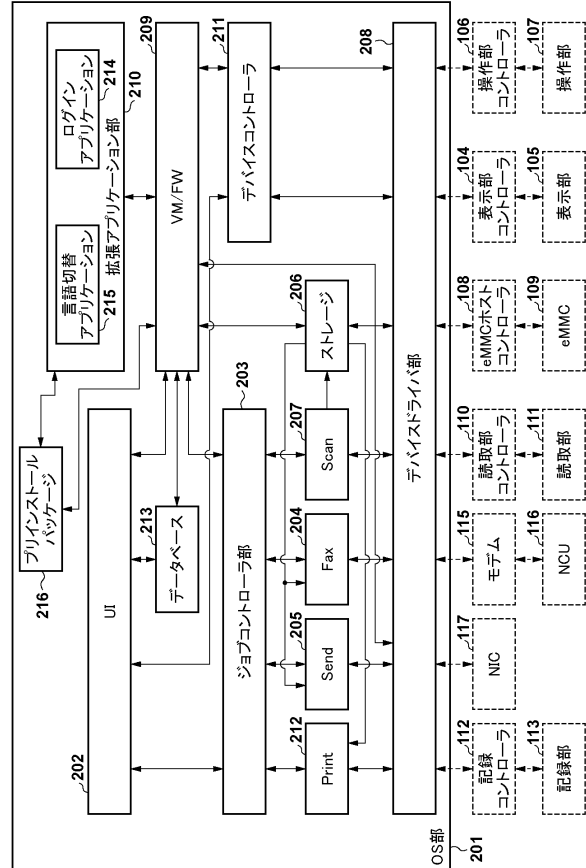 プリインストール
パッケージ
216
言語切替
アプリケーション
215
ログイン
アプリケーション
214
拡張アプリケーション部
210
UI
202
データベース
213
VM/FW
209
ジョブコントローラ部
203
デバイスコントローラ
211
Print
212
Send
205
Fax
204
Scan
207
ストレージ
206
デバイスドライバ部
208
OS部
201
記録
コントローラ
112
NIC
117
モデム
115
読取部
コントローラ
110
eMMCホスト
コントローラ
108
表示部
コントローラ
104
操作部
コントローラ
106
記録部
113
NCU
116
読取部
111
eMMC
109
表示部
105
操作部
107